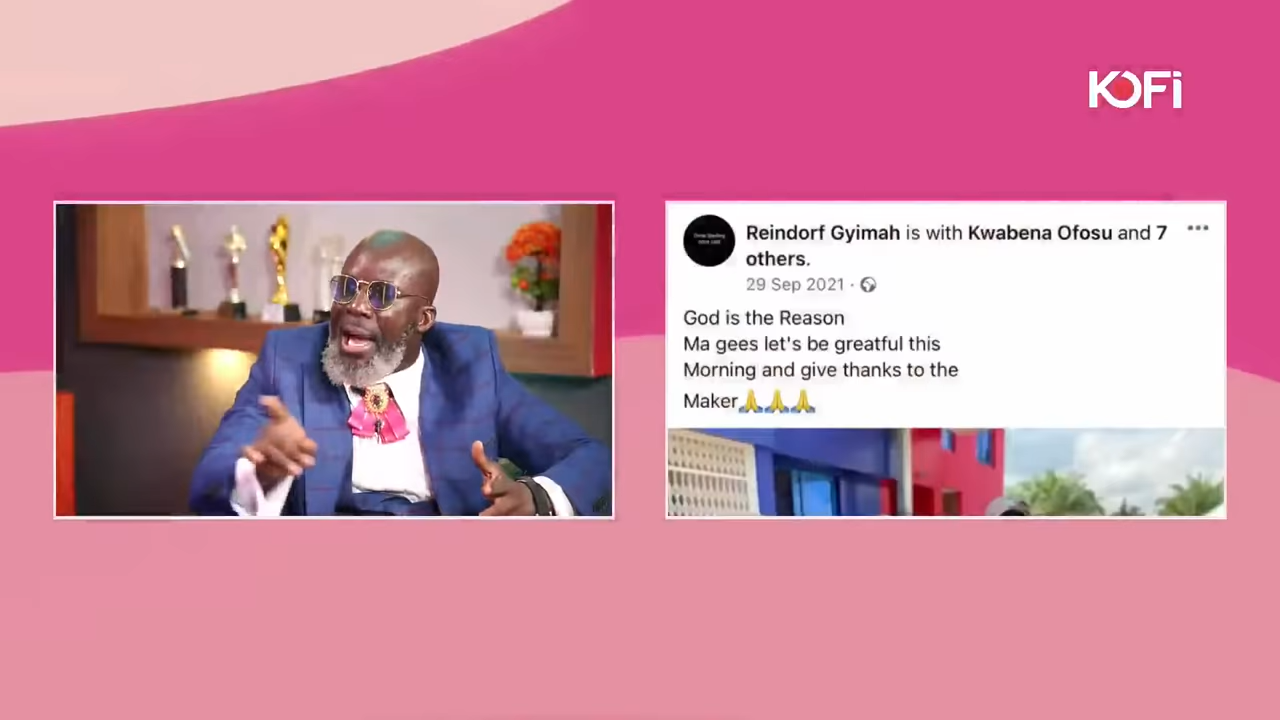 KOFi
Reindorf Gyimah is with Kwabena Ofosu and 7
others.
29 Sep 2021 ·
God is the Reason
Ma gees let's be greatful this
Morning and give thanks to the
Maker🙏🙏🙏